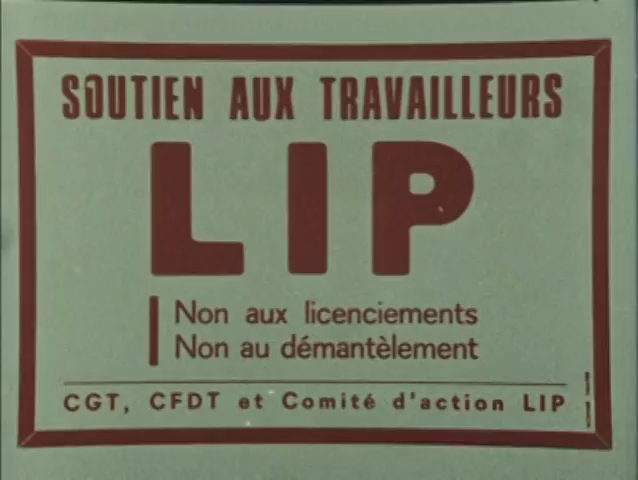 SOUTIEN AUX TRAVAILLEURS
LIP
Non aux licenciements
Non au démantèlement
CGT, CFDT et Comité d'action LIP